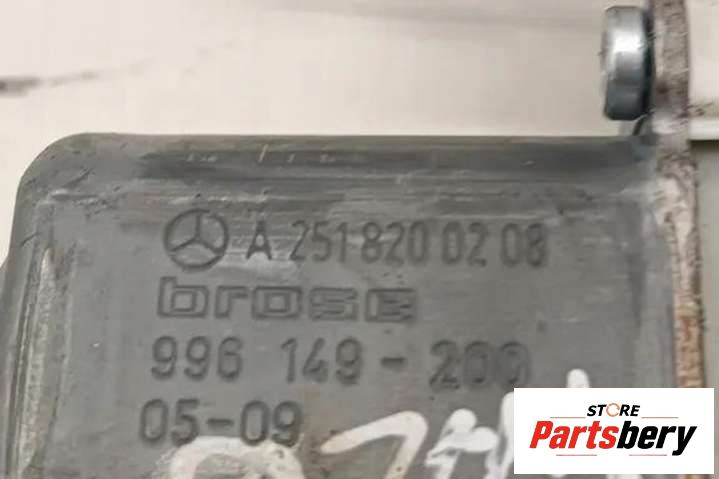 A 251 820 02 08
brose
996 149-200
05-09
STORE
Partsbery